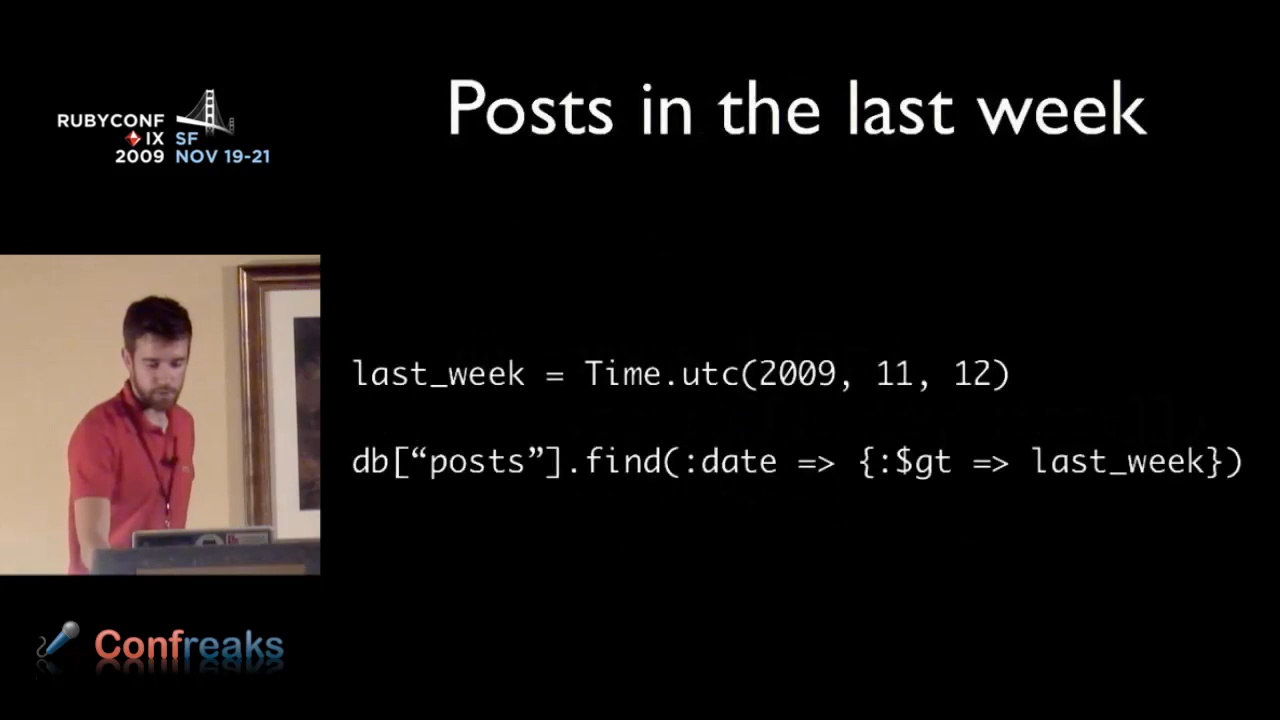 RUBYCONF
IX SF
2009 NOV 19-21
Posts in the last week
last_week = Time.utc(2009, 11, 12)
db[“posts”].find(:date => {:$gt => last_week})
Confreaks